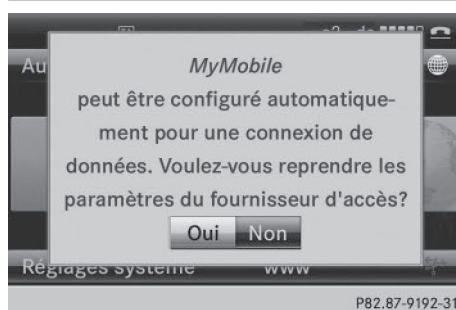 Au
MyMobile
peut être configuré automatique-
ment pour une connexion de
données. Voulez-vous reprendre les
paramètres du fournisseur d'accès?
Oui Non
Réglages système www
P82.87-9192-31